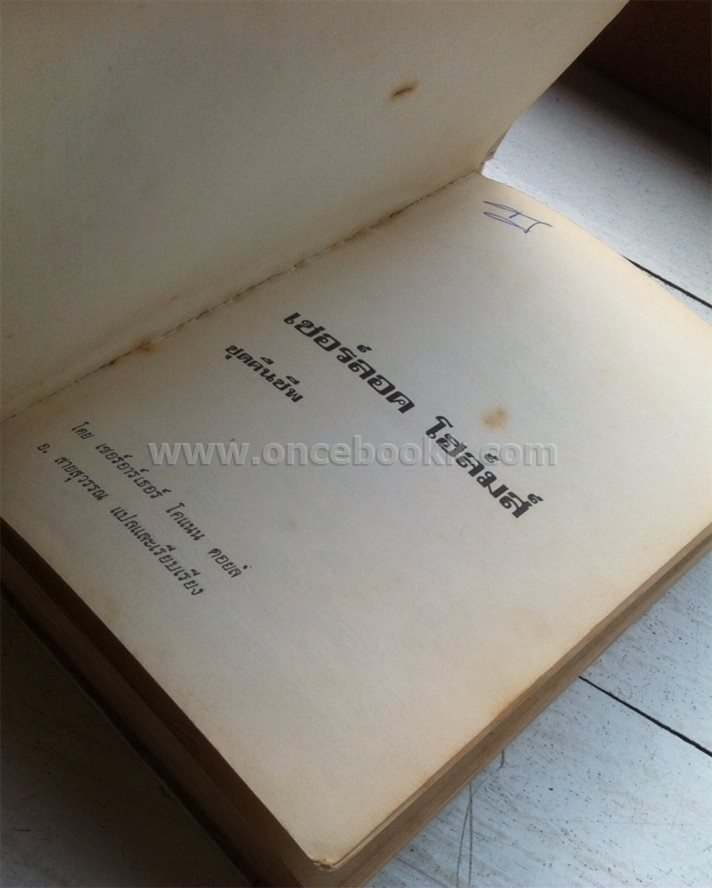 เชอร์ล็อค โฮล์มส์
ชุดคืนชีพ
โดย เซอร์อาร์เธอร์ โคแนน ดอยล์
อ. สายสุวรรณ แปลและเรียบเรียง
www.oncebookk.net